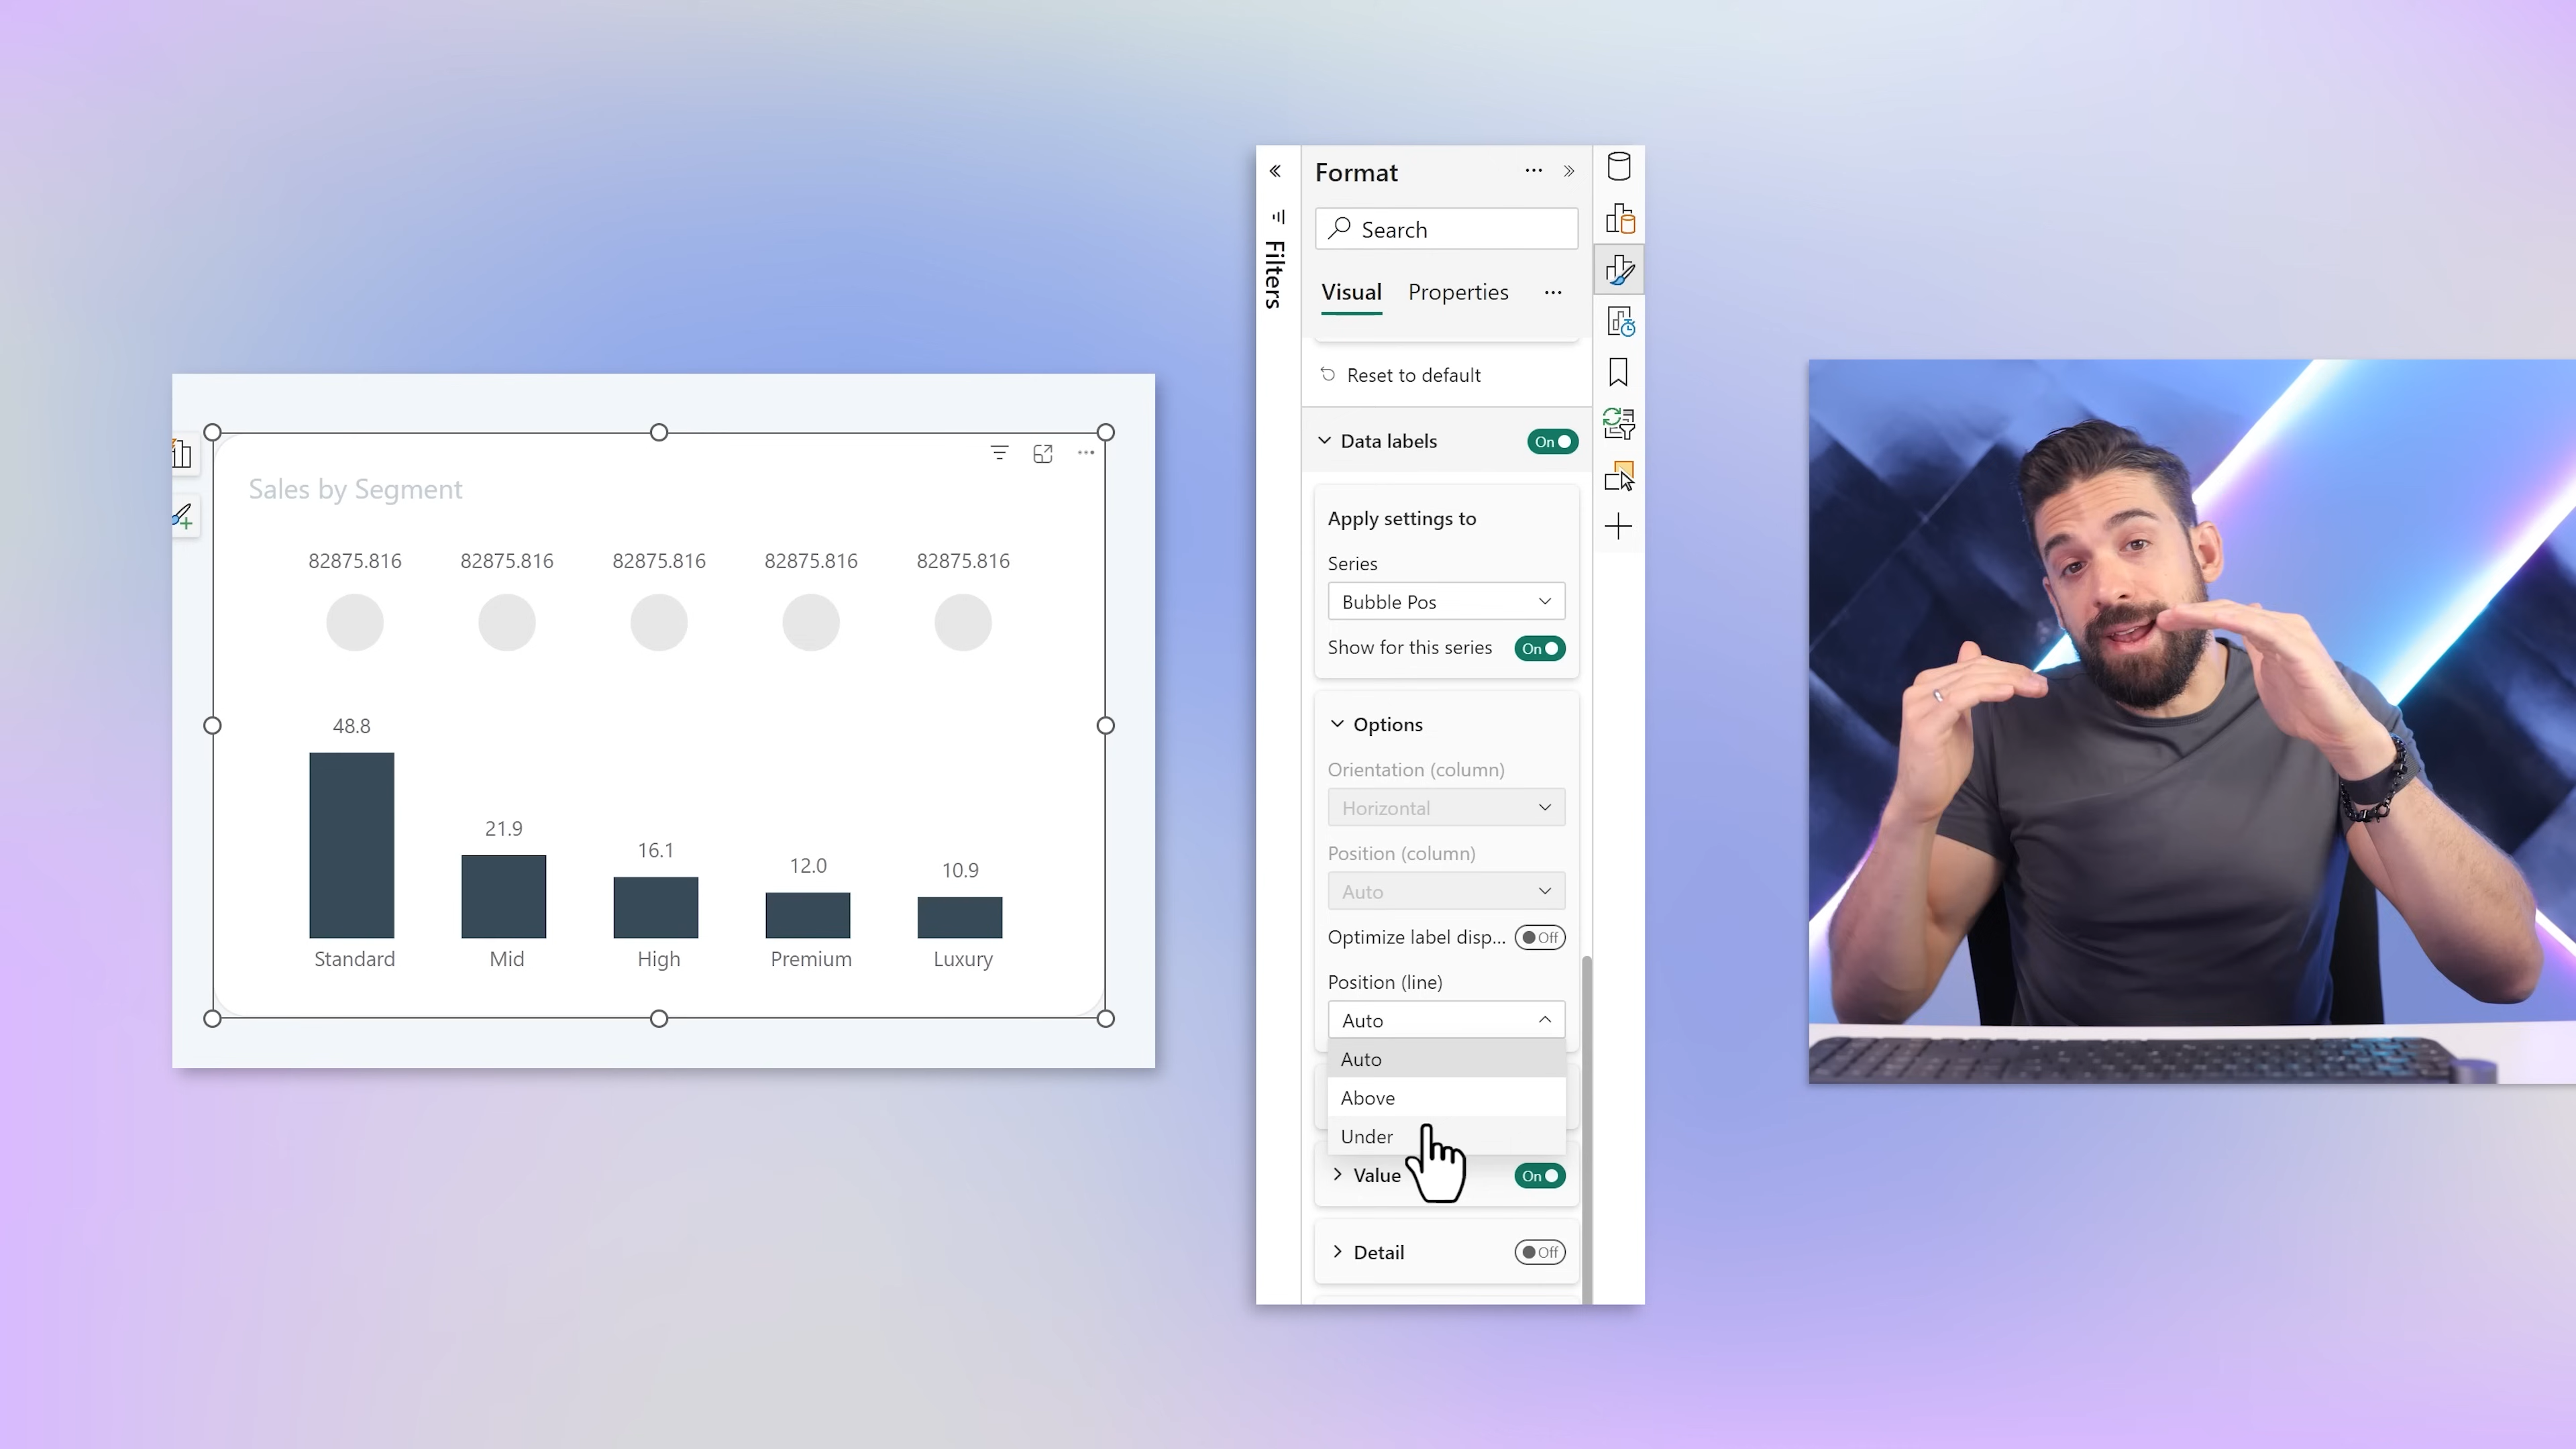 Sales by Segment
82875.816 82875.816 82875.816 82875.816 82875.816
48.8
21.9
16.1
12.0
10.9
Standard Mid High Premium Luxury
Filters
Format
Search
Visual Properties
Reset to default
Data labels On
Apply settings to
Series
Bubble Pos
Show for this series On
Options
Orientation (column)
Horizontal
Position (column)
Auto
Optimize label disp... Off
Position (line)
Auto
Auto
Above
Under
Value On
Detail Off